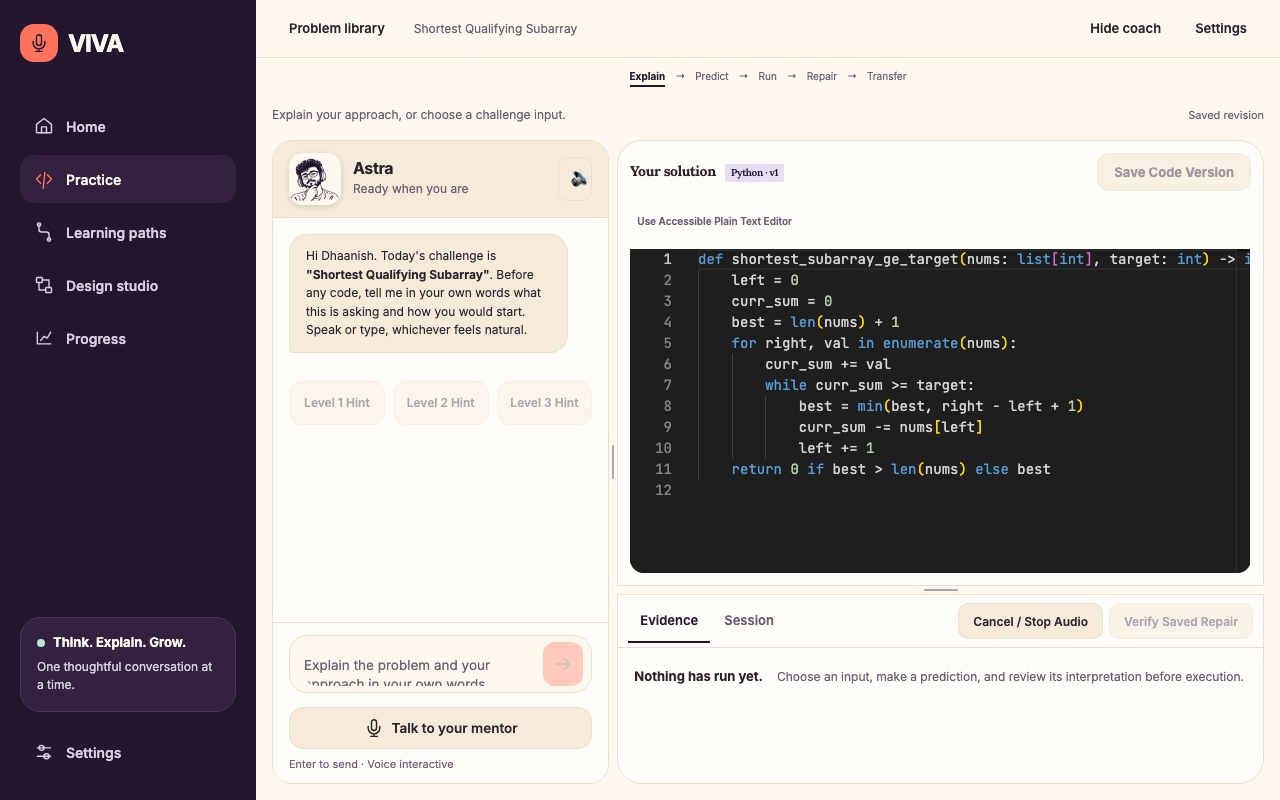 VIVA
Home
Practice
Learning paths
Design studio
Progress
Think. Explain. Grow.
One thoughtful conversation at
a time.
Settings
Problem library
Shortest Qualifying Subarray
Hide coach
Settings
Explain → Predict → Run → Repair → Transfer
Explain your approach, or choose a challenge input.
Saved revision
Astra
Ready when you are
Hi Dhaanish. Today's challenge is
"Shortest Qualifying Subarray". Before
any code, tell me in your own words what
this is asking and how you would start.
Speak or type, whichever feels natural.
Level 1 Hint
Level 2 Hint
Level 3 Hint
Explain the problem and your
approach in your own words
Talk to your mentor
Enter to send · Voice interactive
Your solution
Python · v1
Save Code Version
Use Accessible Plain Text Editor
1 def shortest_subarray_ge_target(nums: list[int], target: int) -> i
2     left = 0
3     curr_sum = 0
4     best = len(nums) + 1
5     for right, val in enumerate(nums):
6         curr_sum += val
7         while curr_sum >= target:
8             best = min(best, right - left + 1)
9             curr_sum -= nums[left]
10             left += 1
11     return 0 if best > len(nums) else best
12
Evidence
Session
Cancel / Stop Audio
Verify Saved Repair
Nothing has run yet. Choose an input, make a prediction, and review its interpretation before execution.